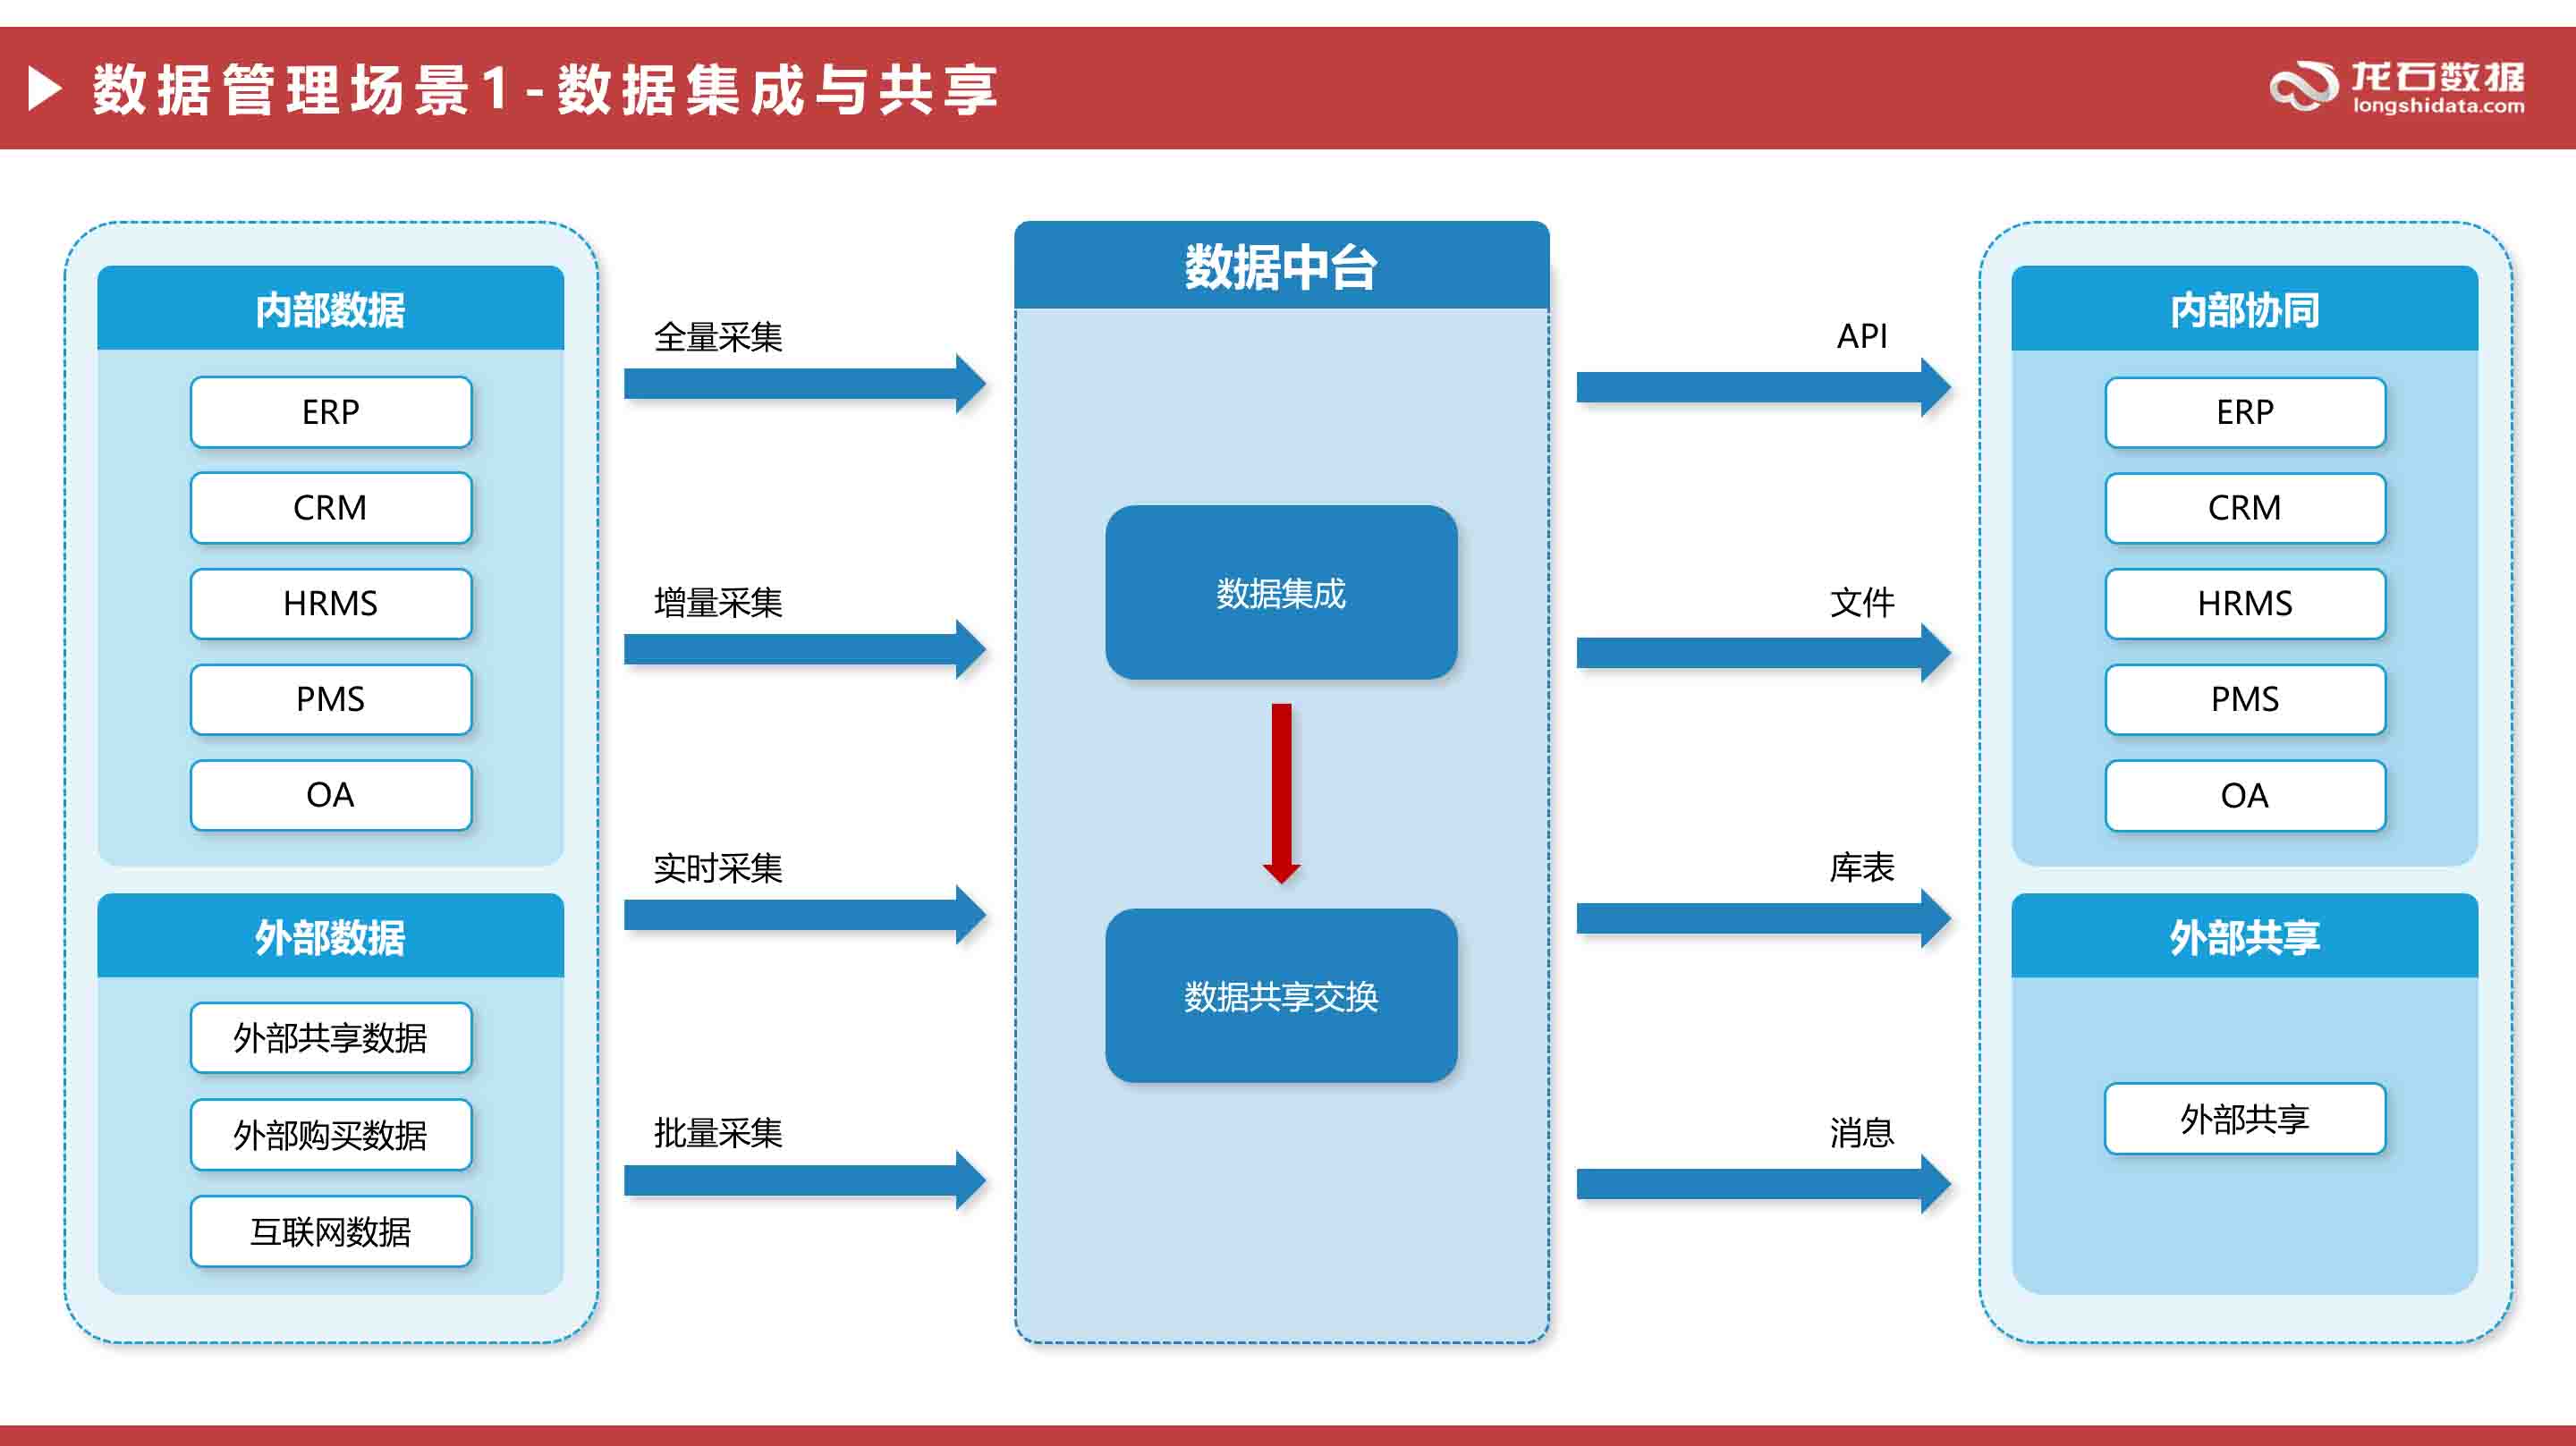 数据管理场景1-数据集成与共享
龙石数据
longshidata.com
内部数据
ERP
CRM
HRMS
PMS
OA
外部数据
外部共享数据
外部购买数据
互联网数据
全量采集
增量采集
实时采集
批量采集
数据中台
数据集成
数据共享交换
API
文件
库表
消息
内部协同
ERP
CRM
HRMS
PMS
OA
外部共享
外部共享